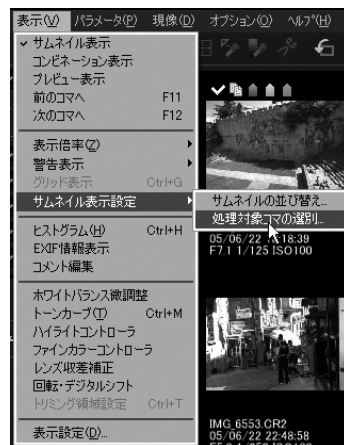 表示(V) パラメータ(P) 現像(D) オプション(O) ヘルプ(H)
サムネイル表示
コンビネーション表示
プレビュー表示
前のコマへ F11
次のコマへ F12
表示倍率(Z)
警告表示
グリッド表示 Ctrl+G
サムネイル表示設定
サムネイルの並び替え...
処理対象コマの選別...
ヒストグラム(H) Ctrl+H
EXIF情報表示
コメント編集
05/06/22 18:39
F7.1 1/125 ISO100
ホワイトバランス微調整
トーンカーブ(T) Ctrl+M
ハイライトコントローラ
ファインカラーコントローラ
レンズ収差補正
回転・デジタルシフト
トリミング領域設定 Ctrl+T
表示設定(D)...
IMG_6553.CR2
05/06/22 22:48:58